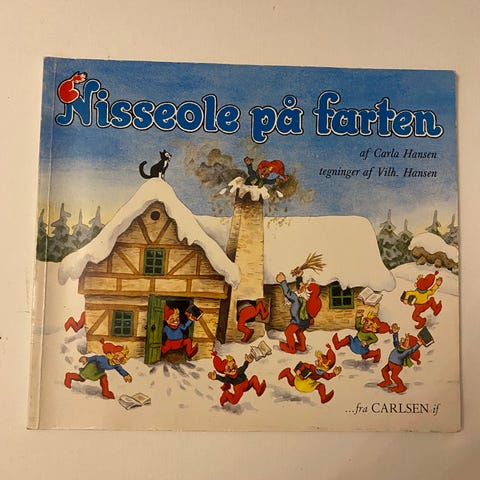 Nisseole på farten
af Carla Hansen
tegninger af Vilh. Hansen
...fra CARLSEN if